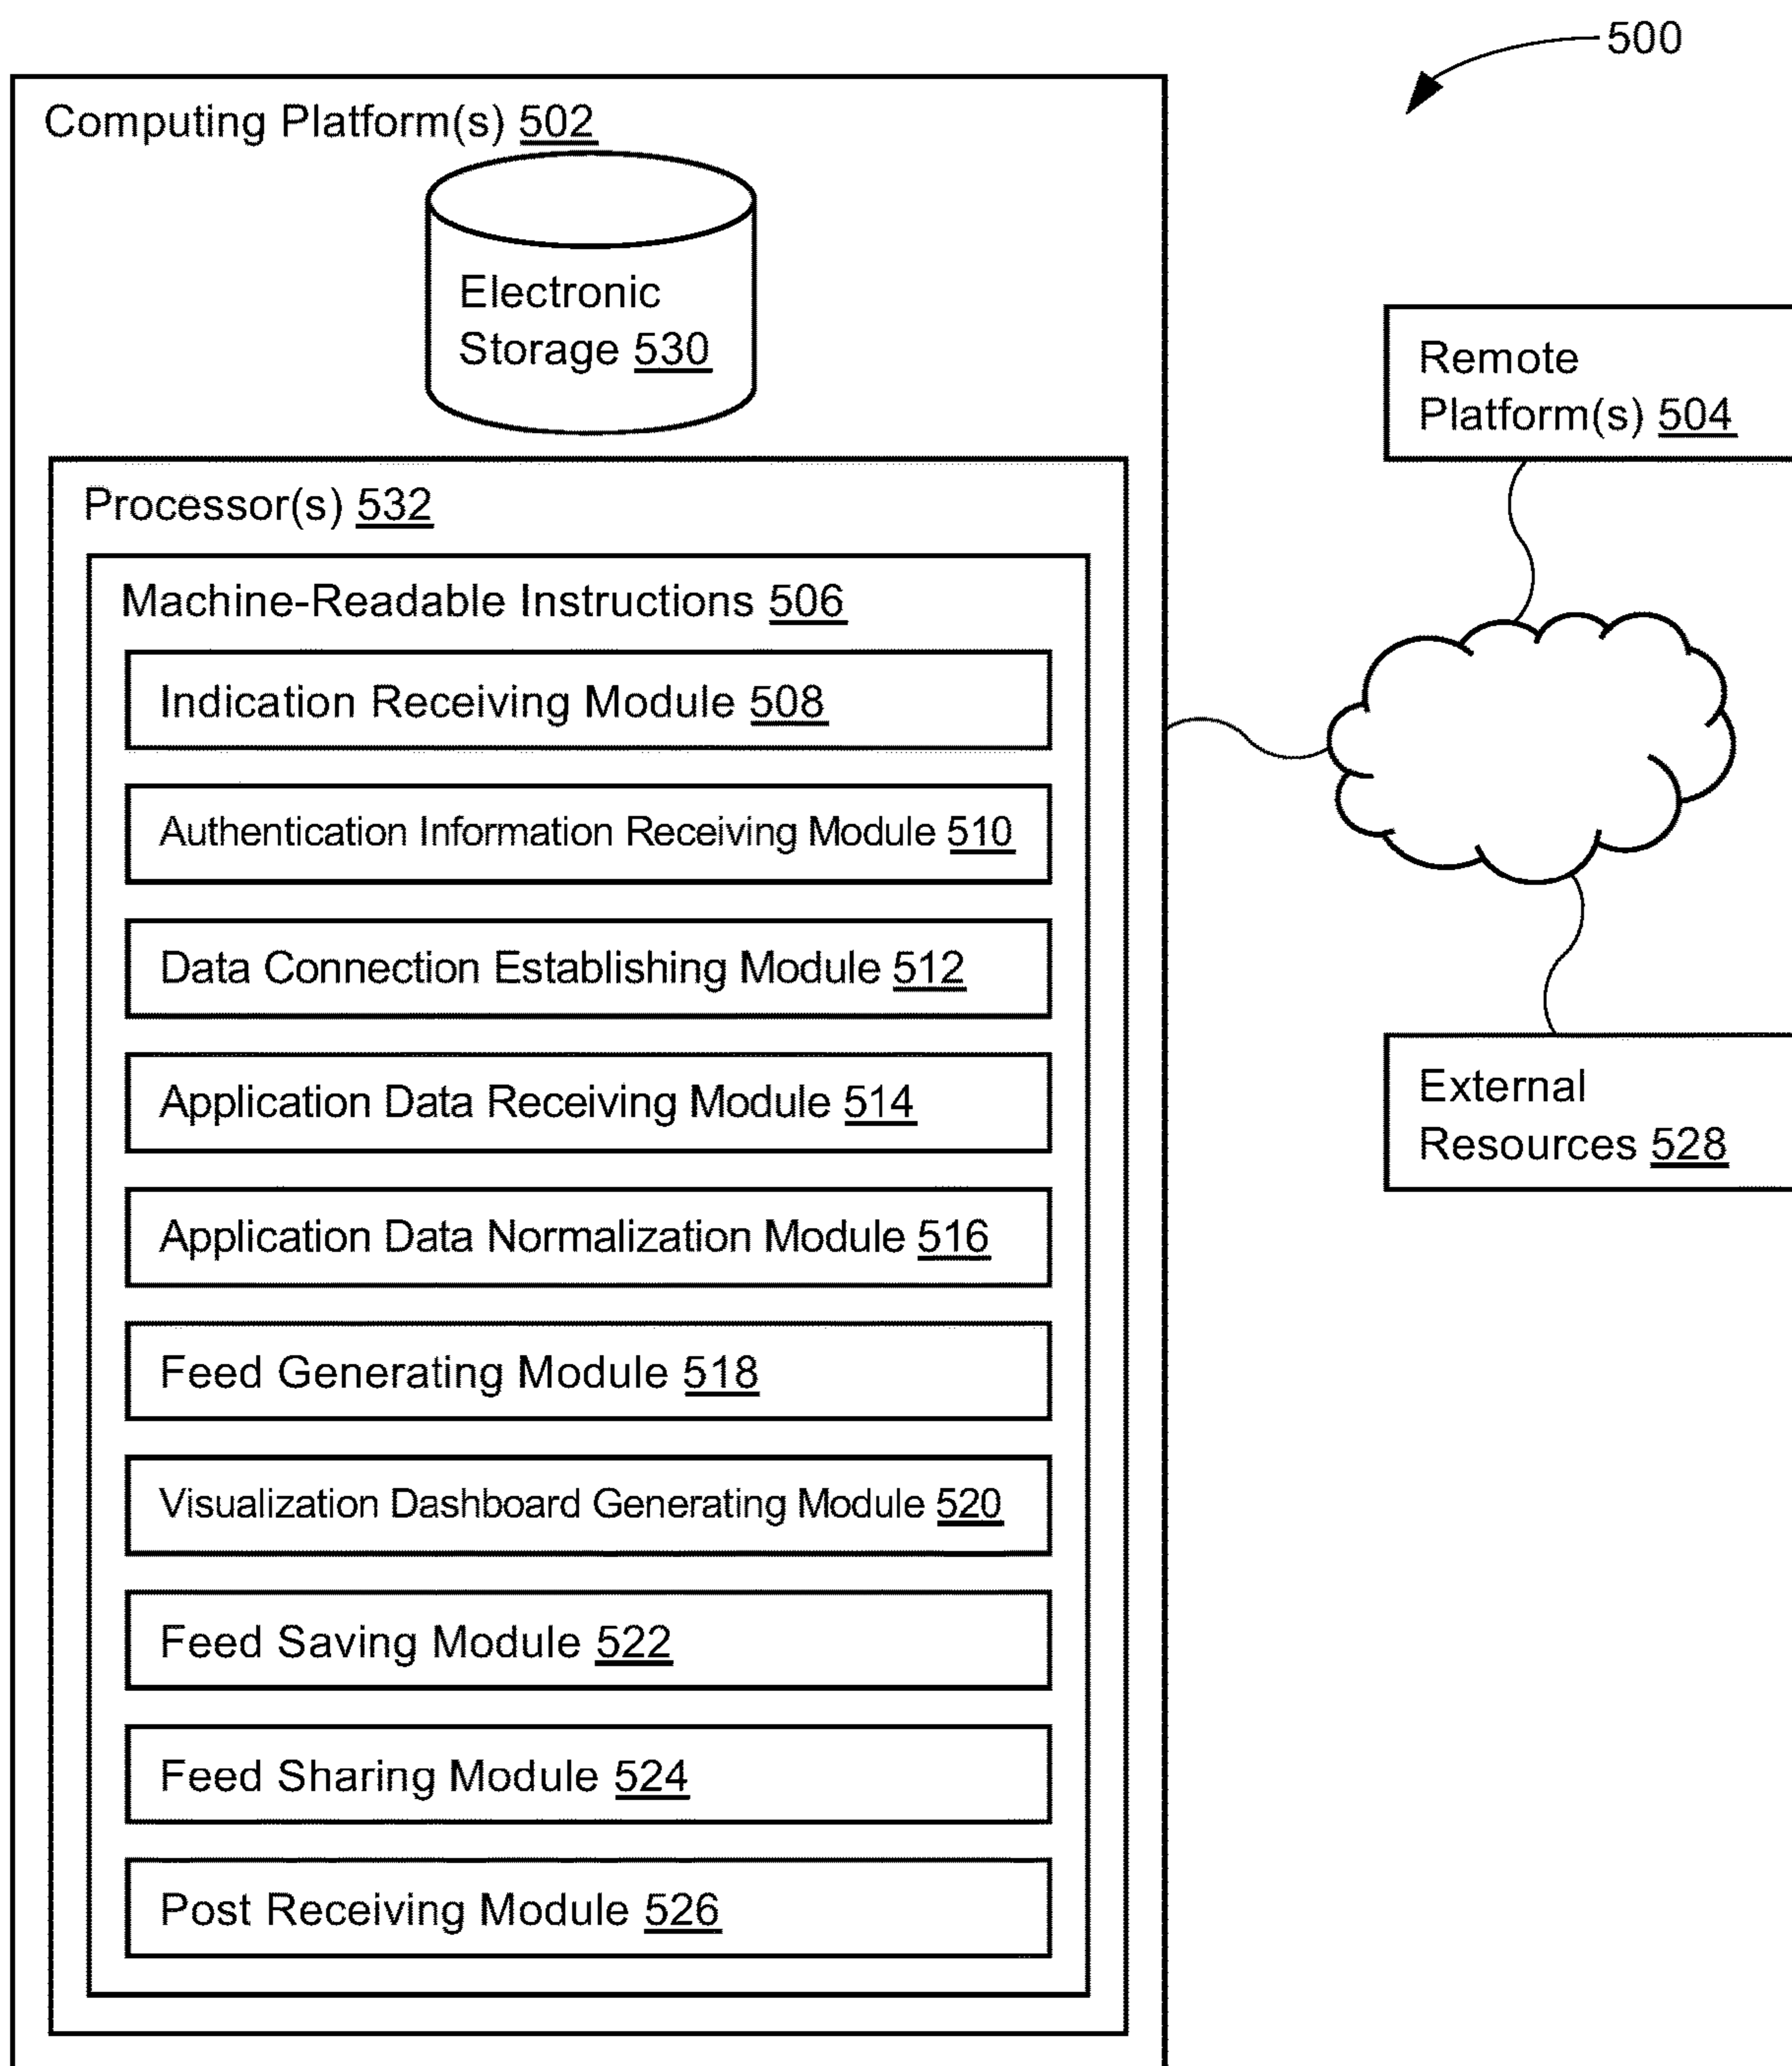 500
Computing Platform(s) 502
Electronic
Storage 530
Remote
Platform(s) 504
Processor(s) 532
Machine-Readable Instructions 506
Indication Receiving Module 508
Authentication Information Receiving Module 510
Data Connection Establishing Module 512
Application Data Receiving Module 514
Application Data Normalization Module 516
Feed Generating Module 518
Visualization Dashboard Generating Module 520
Feed Saving Module 522
Feed Sharing Module 524
Post Receiving Module 526
External
Resources 528